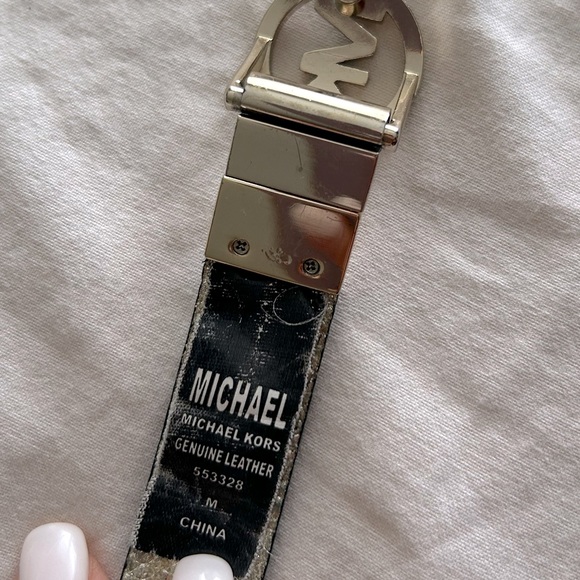 MICHAEL
MICHAEL KORS
GENUINE LEATHER
553328
M
CHINA